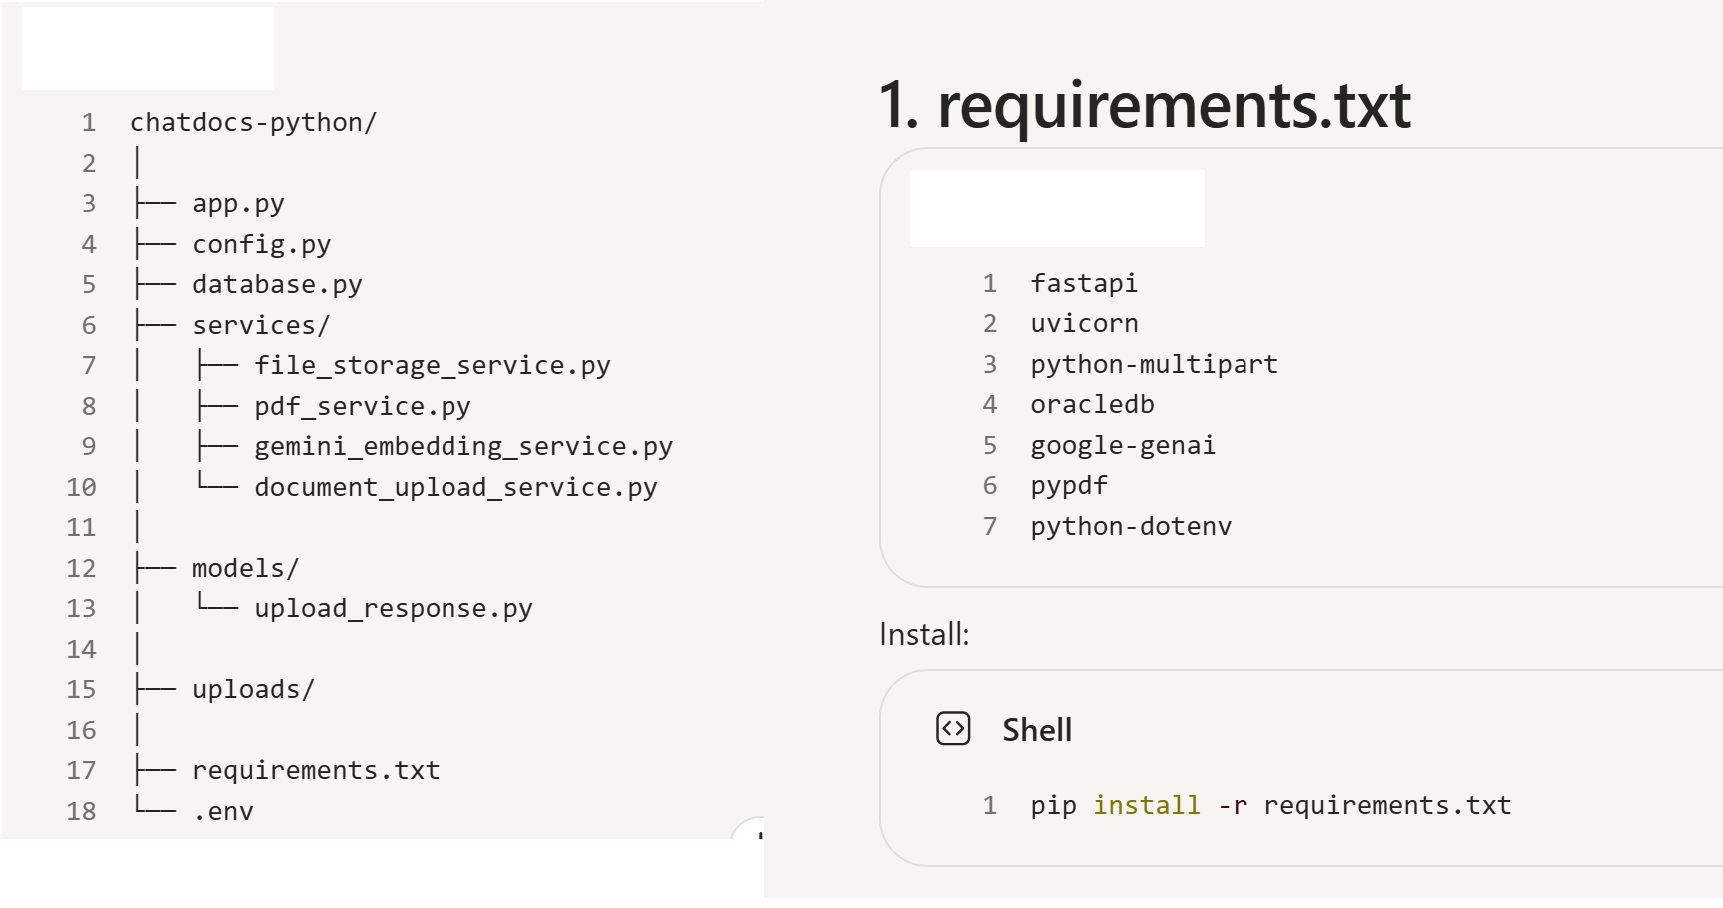 1 chatdocs-python/
2 │
3 ├── app.py
4 ├── config.py
5 ├── database.py
6 ├── services/
7 │   ├── file_storage_service.py
8 │   ├── pdf_service.py
9 │   ├── gemini_embedding_service.py
10 │   └── document_upload_service.py
11 │
12 ├── models/
13 │   └── upload_response.py
14 │
15 ├── uploads/
16 │
17 ├── requirements.txt
18 └── .env
1. requirements.txt
1 fastapi
2 uvicorn
3 python-multipart
4 oracledb
5 google-genai
6 pypdf
7 python-dotenv
Install:
Shell
1 pip install -r requirements.txt